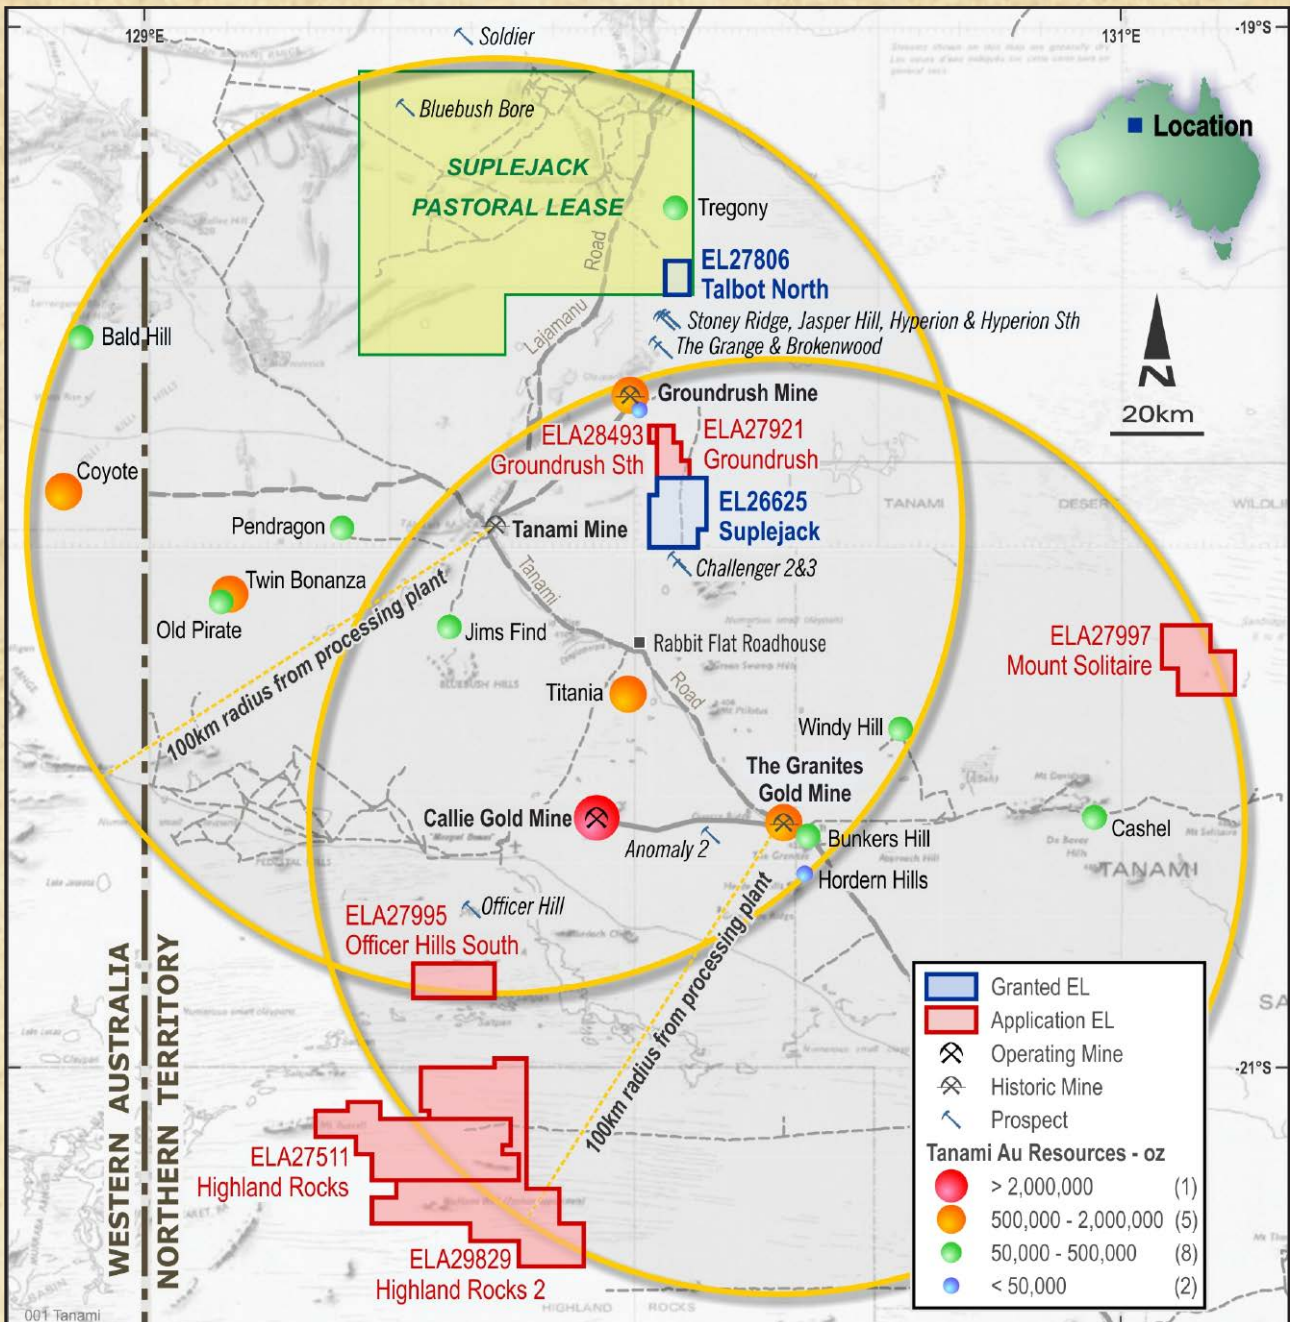 129°E
131°E
-19°S
Soldier
Bluebush Bore
Location
SUPLEJACK
PASTORAL LEASE
Tregony
Road
EL27806
Talbot North
Lajamanu
Stoney Ridge, Jasper Hill, Hyperion & Hyperion Sth
The Grange & Brokenwood
Bald Hill
N
20km
Groundrush Mine
ELA28493
Groundrush Sth
ELA27921
Groundrush
Coyote
TANAMI
DESERT
EL26625
Suplejack
Pendragon
Tanami Mine
Challenger 2&3
Tanami
Twin Bonanza
Old Pirate
Jims Find
Rabbit Flat Roadhouse
ELA27997
Mount Solitaire
BLUEBUSH HILLS
Titania
Road
100km radius from processing plant
Windy Hill
The Granites
Gold Mine
Callie Gold Mine
Anomaly 2
Bunkers Hill
Cashel
TANAMI
Hordern Hills
Officer Hill
ELA27995
Officer Hills South
100km radius from processing plant
WESTERN AUSTRALIA
NORTHERN TERRITORY
-21°S
ELA27511
Highland Rocks
ELA29829
Highland Rocks 2
HIGHLAND ROCKS
001 Tanami
Granted EL
Application EL
Operating Mine
Historic Mine
Prospect
Tanami Au Resources - oz
> 2,000,000 (1)
500,000 - 2,000,000 (5)
50,000 - 500,000 (8)
< 50,000 (2)